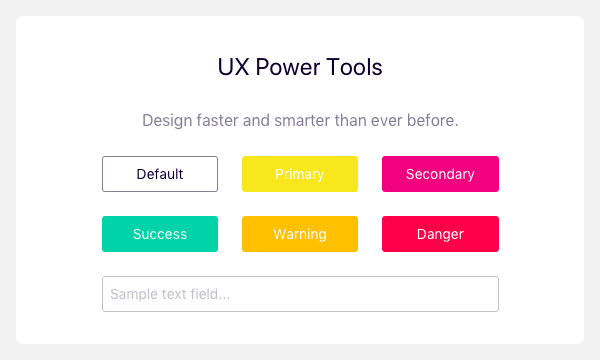 UX Power Tools
Design faster and smarter than ever before.
Default Primary Secondary
Success Warning Danger
Sample text field...